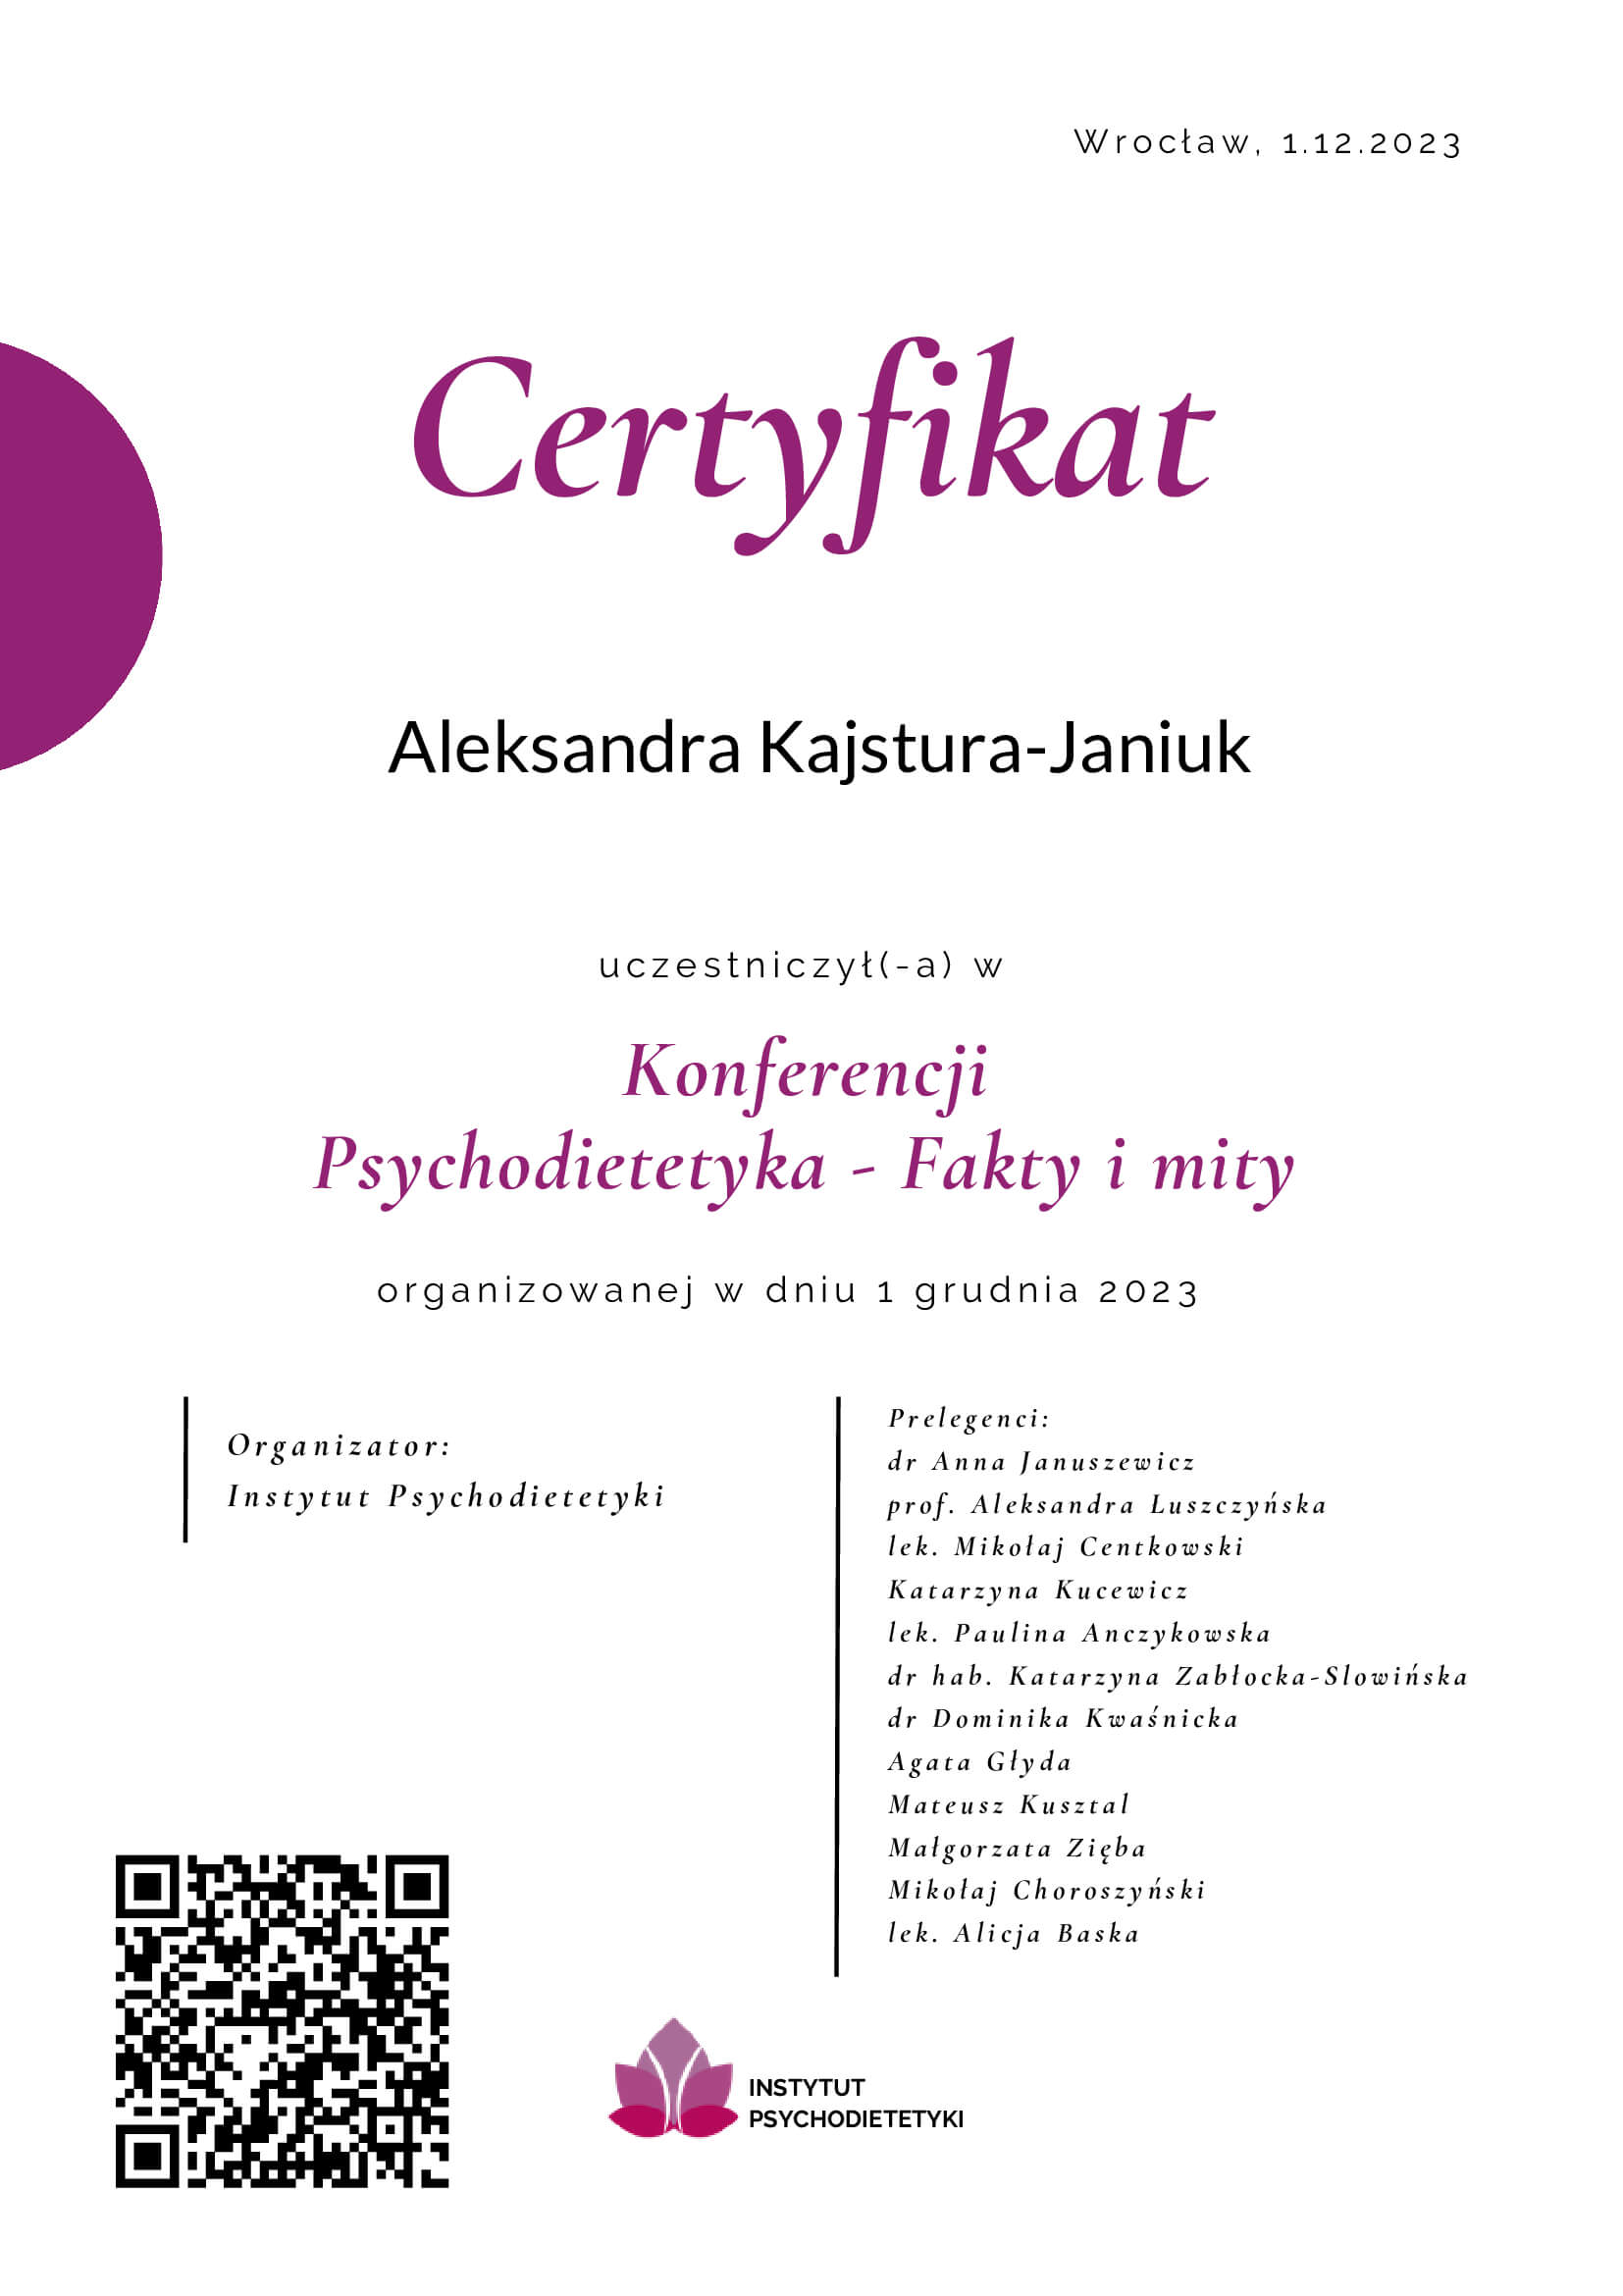 Wrocław, 1.12.2023
Certyfikat
Aleksandra Kajstura-Janiuk
uczestniczył(-a) w
Konferencji
Psychodietetyka - Fakty i mity
organizowanej w dniu 1 grudnia 2023
Organizator:
Instytut Psychodietetyki
Prelegenci:
dr Anna Januszewicz
prof. Aleksandra Luszczyńska
lek. Mikołaj Centkowski
Katarzyna Kucewicz
lek. Paulina Anczykowska
dr hab. Katarzyna Zabłocka-Slowińska
dr Dominika Kwaśnicka
Agata Głyda
Mateusz Kusztal
Małgorzata Zięba
Mikołaj Choroszyński
lek. Alicja Baska
INSTYTUT
PSYCHODIETETYKI